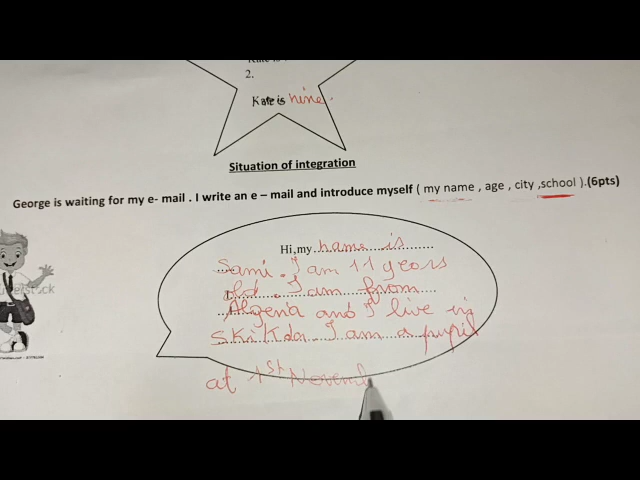 2.
Kate is nine.
Situation of integration
George is waiting for my e- mail . I write an e – mail and introduce myself ( my name , age , city ,school ).(6pts)
Hi,my name is
Sami. I am 11 years
old. I am from
Algeria and I live in
Skikda I am a pupil
at 1st Novemb